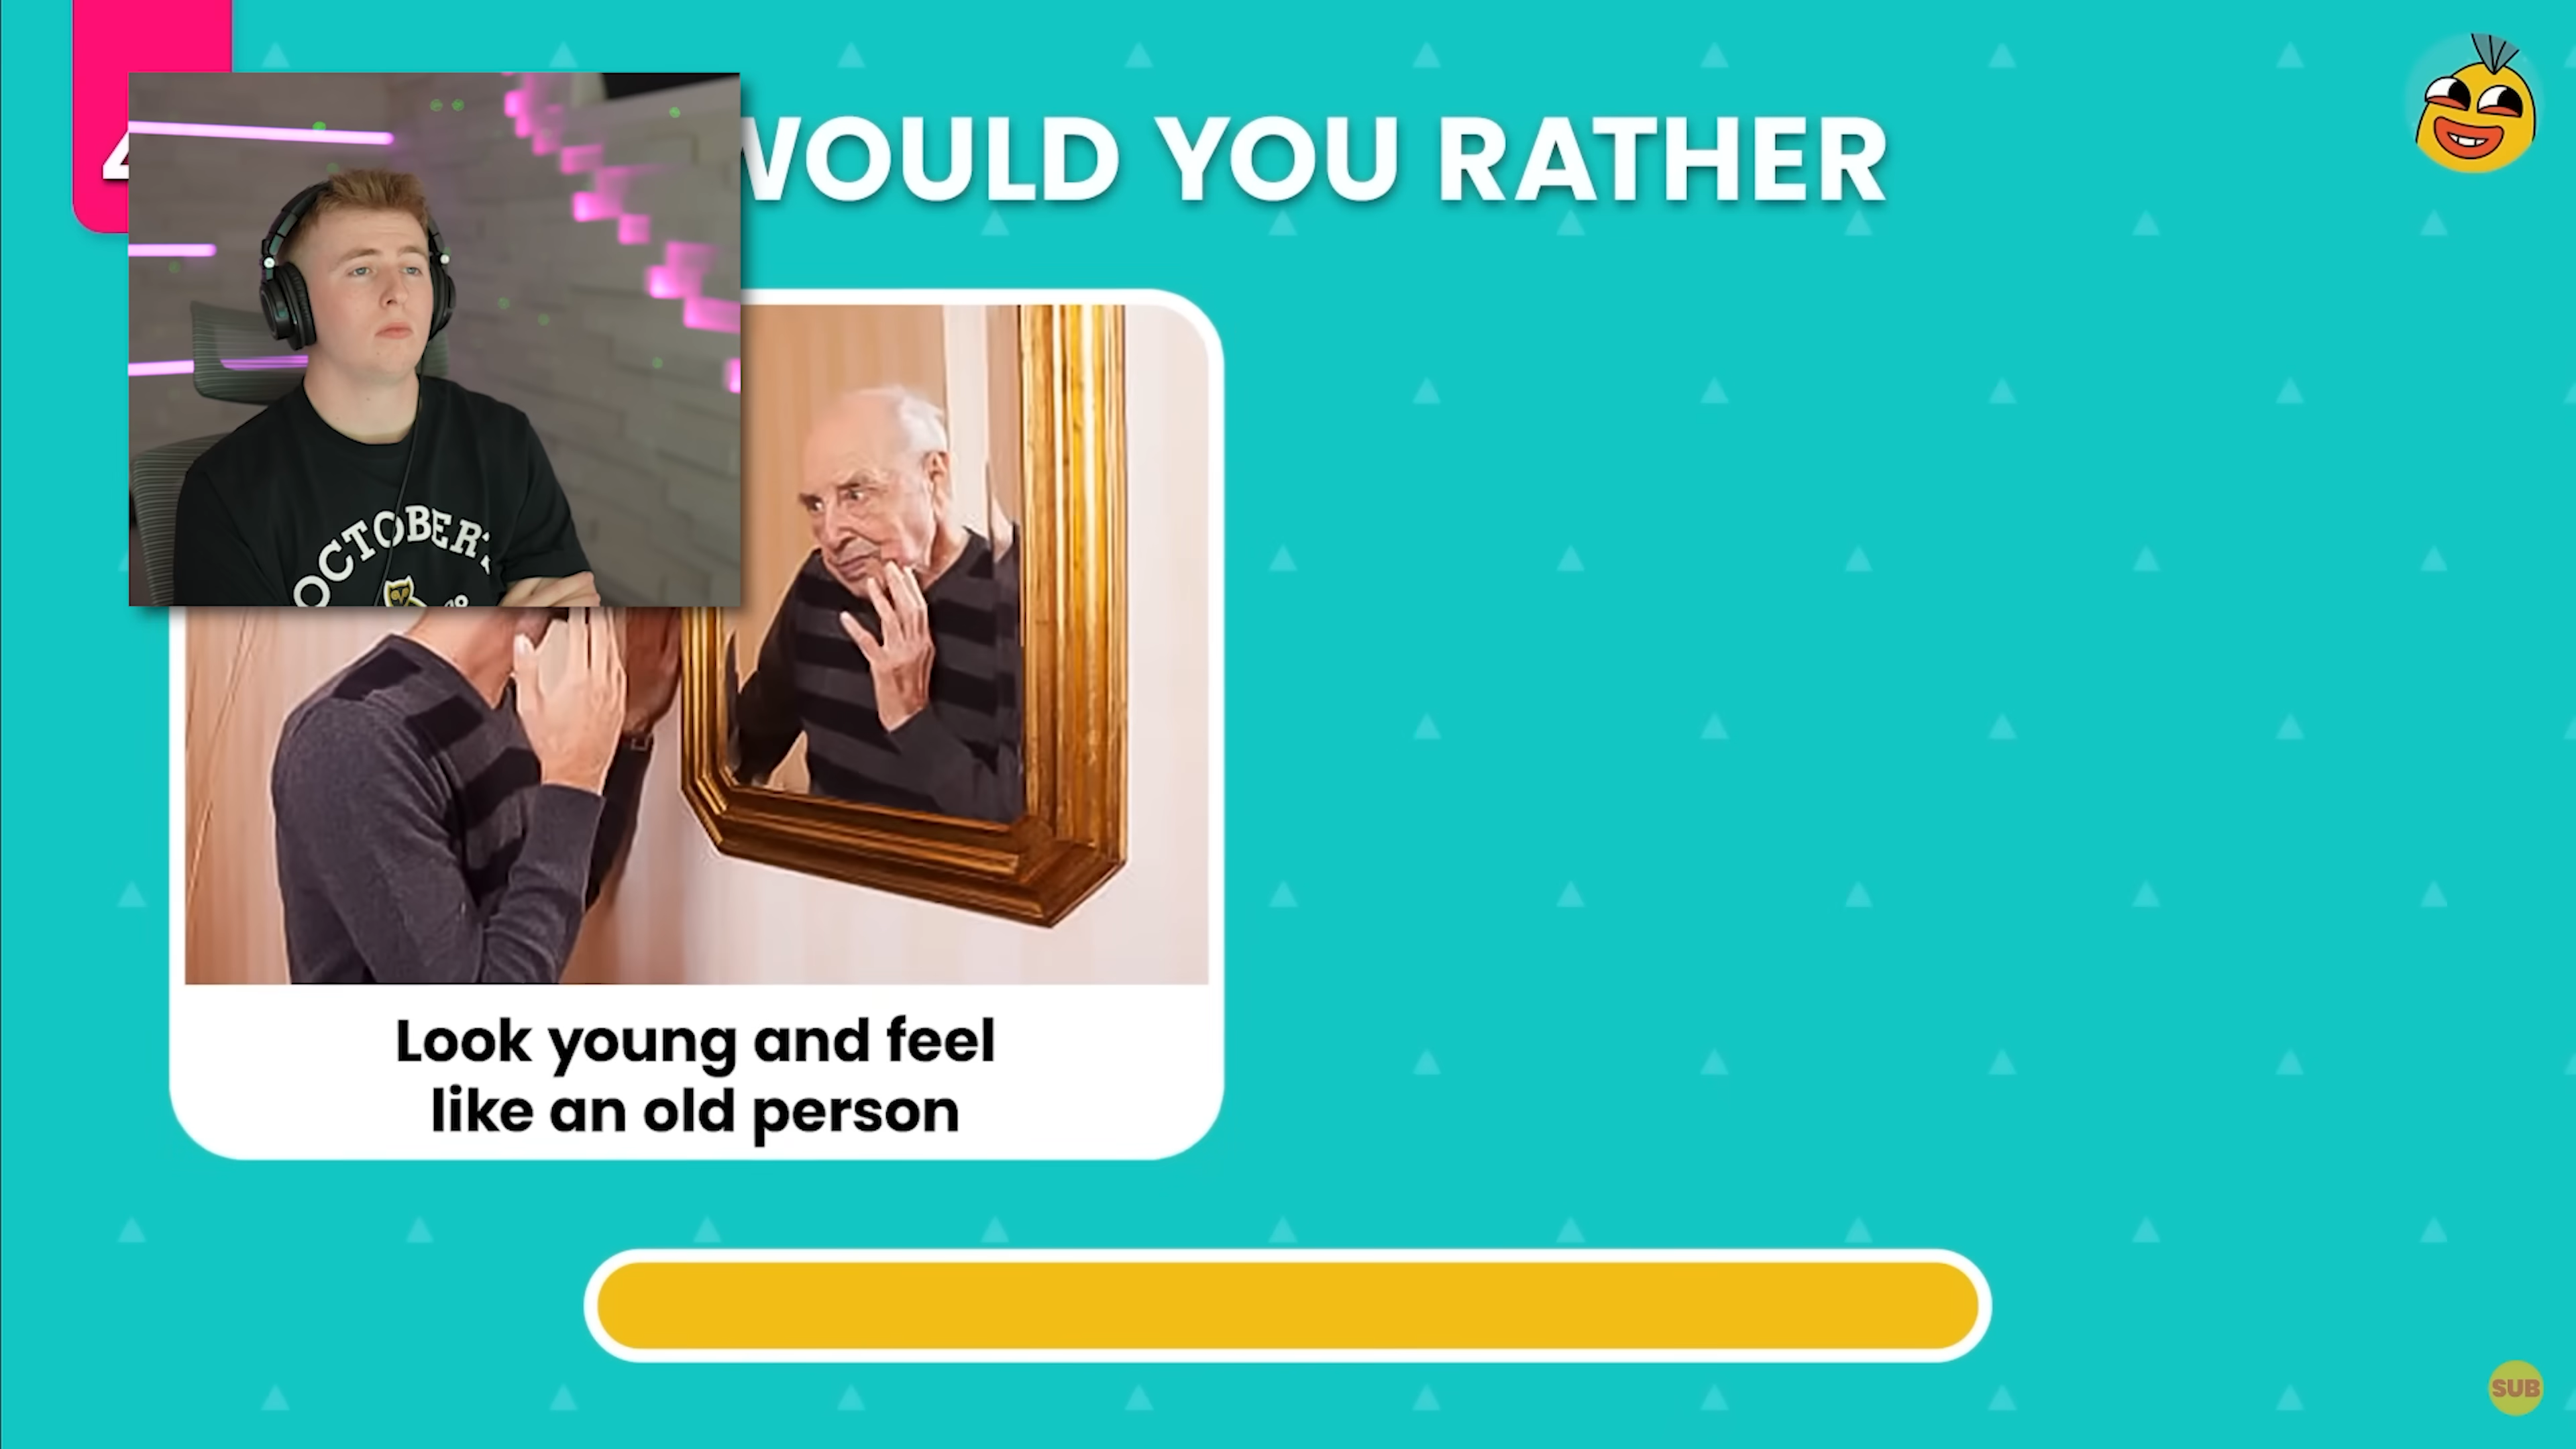 WOULD YOU RATHER
OCTOBER'
Look young and feel
like an old person
SUB